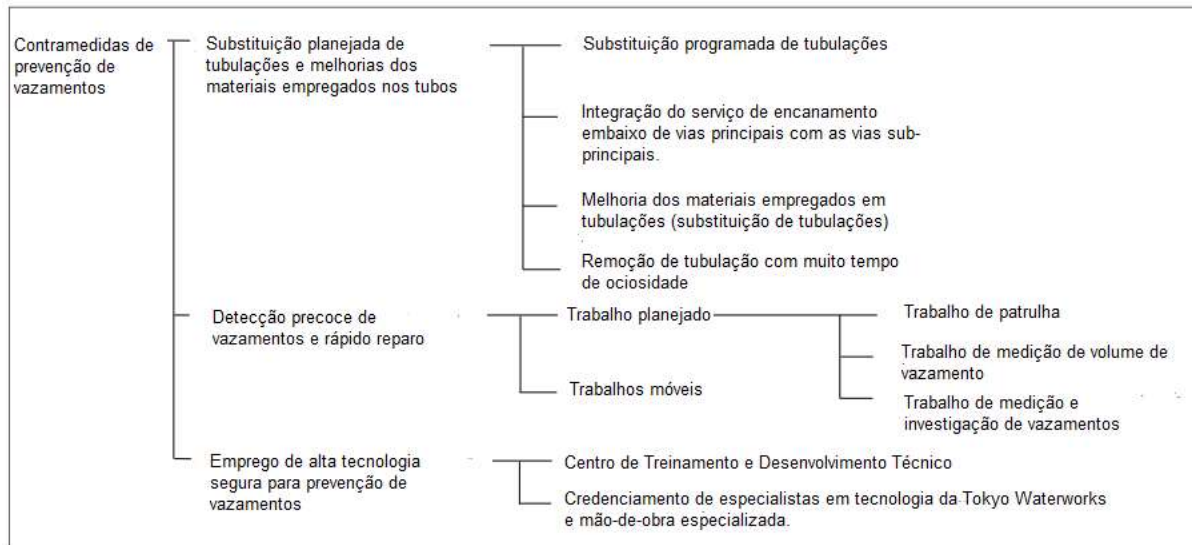 Contramedidas de
prevenção de
vazamentos
Substituição planejada de
tubulações e melhorias dos
materiais empregados nos tubos
Substituição programada de tubulações
Integração do serviço de encanamento
embaixo de vias principais com as vias sub-
principais.
Melhoria dos materiais empregados em
tubulações (substituição de tubulações)
Remoção de tubulação com muito tempo
de ociosidade
Detecção precoce de
vazamentos e rápido reparo
Trabalho planejado
Trabalho de patrulha
Trabalho de medição de volume de
vazamento
Trabalho de medição e
investigação de vazamentos
Trabalhos móveis
Emprego de alta tecnologia
segura para prevenção de
vazamentos
Centro de Treinamento e Desenvolvimento Técnico
Credenciamento de especialistas em tecnologia da Tokyo Waterworks
e mão-de-obra especializada.